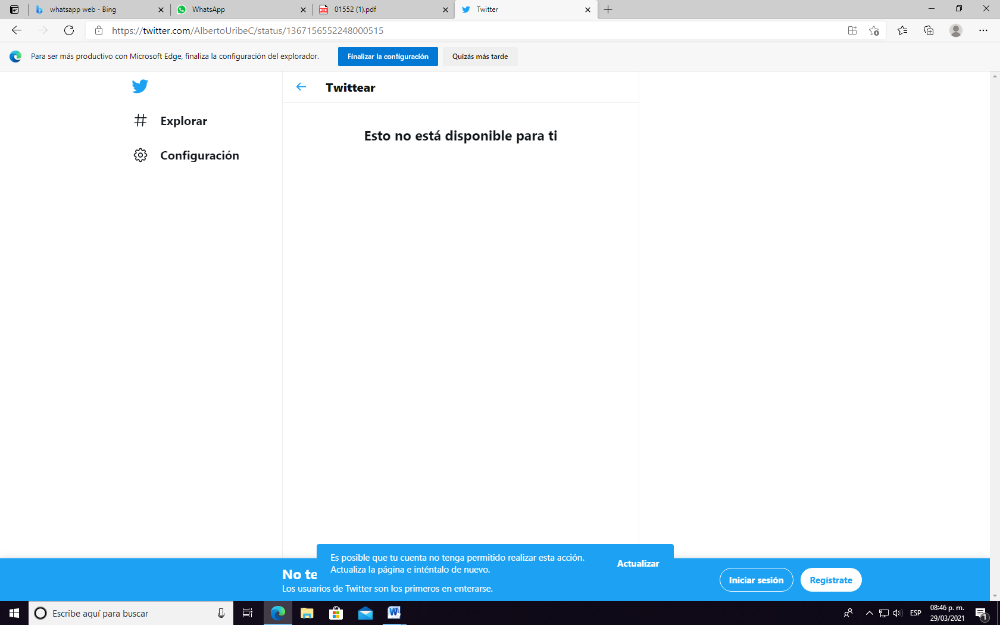 whatsapp web - Bing
WhatsApp
01552 (1).pdf
Twitter
https://twitter.com/AlbertoUribeC/status/1367156552248000515
Para ser más productivo con Microsoft Edge, finaliza la configuración del explorador.
Finalizar la configuración
Quizás más tarde
Twittear
Explorar
Configuración
Esto no está disponible para ti
Es posible que tu cuenta no tenga permitido realizar esta acción.
Actualiza la página e inténtalo de nuevo.
Actualizar
No te
Los usuarios de Twitter son los primeros en enterarse.
Iniciar sesión
Regístrate
Escribe aquí para buscar
ESP
08:46 p. m.
29/03/2021
1